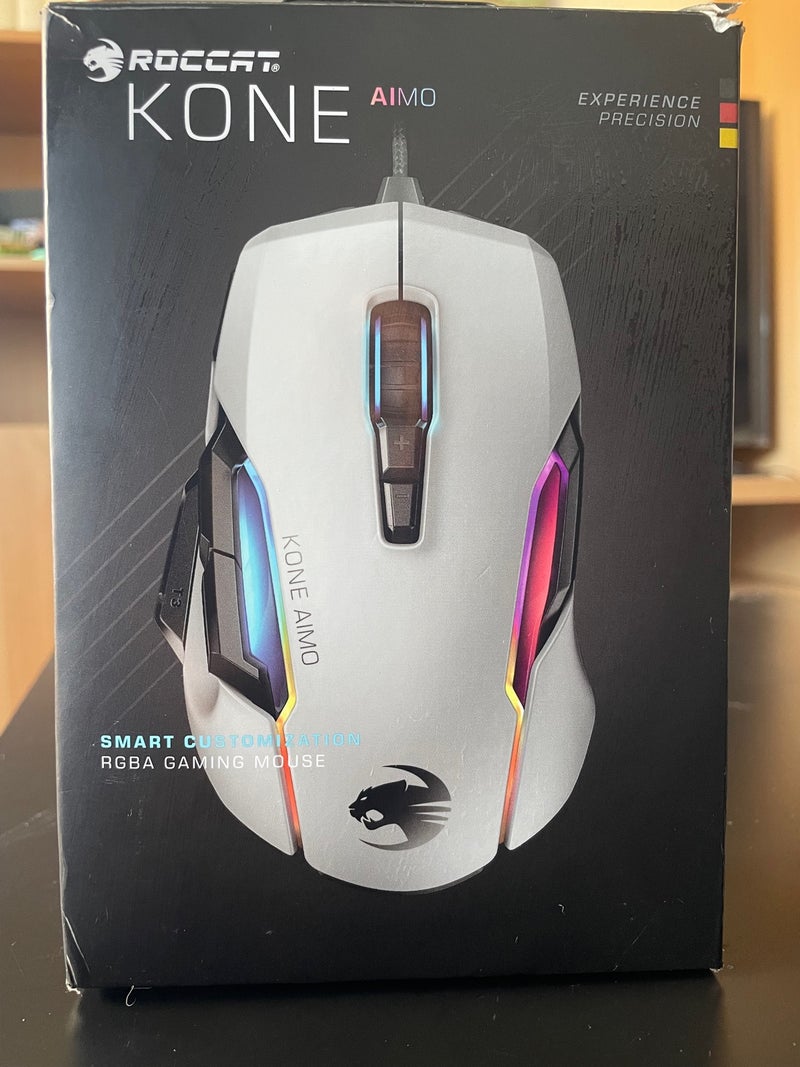 ROCCAT®
KONE AIMO
EXPERIENCE
PRECISION
+
-
KONE AIMO
SMART CUSTOMIZATION
RGBA GAMING MOUSE